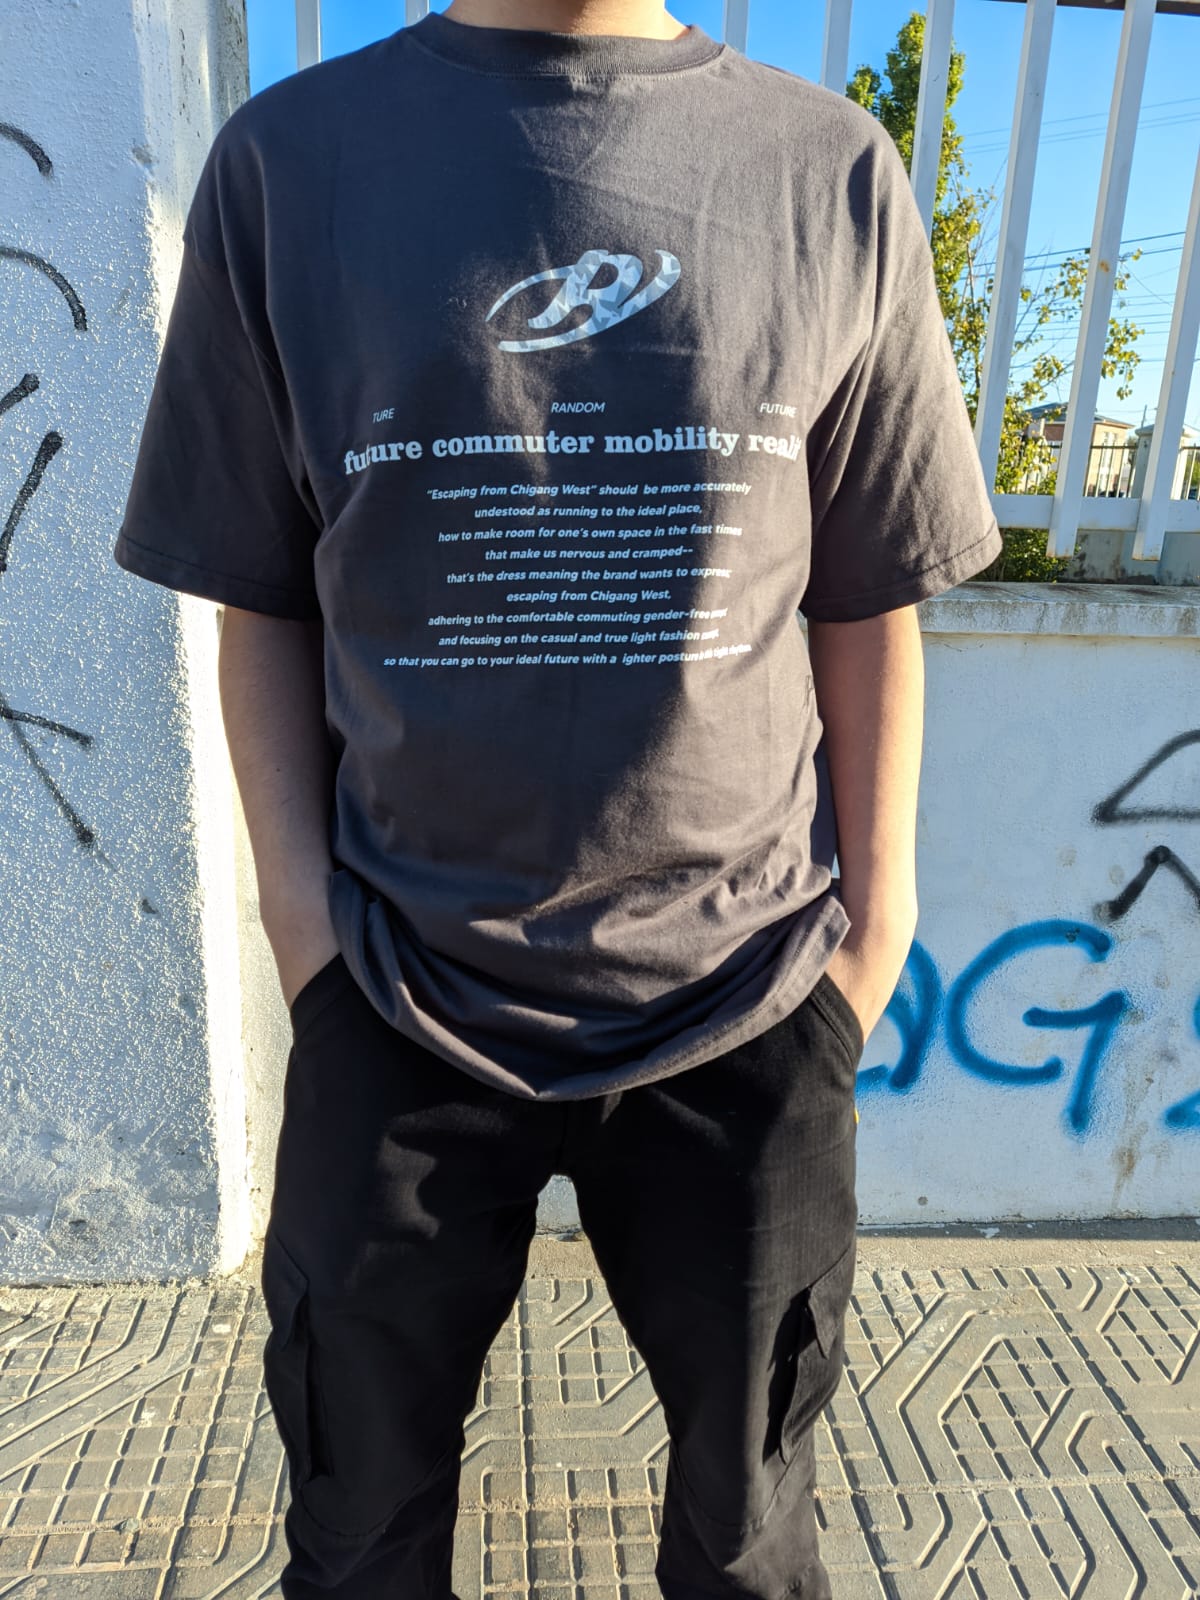 TURE RANDOM FUTURE
future commuter mobility reali
“Escaping from Chigang West” should be more accurately
undestood as running to the ideal place,
how to make room for one's own space in the fast times
that make us nervous and cramped--
that's the dress meaning the brand wants to express
escaping from Chigang West,
adhering to the comfortable commuting gender-free
and focusing on the casual and true light fashion
so that you can go to your ideal future with a ighter posture in this tight rhythm.